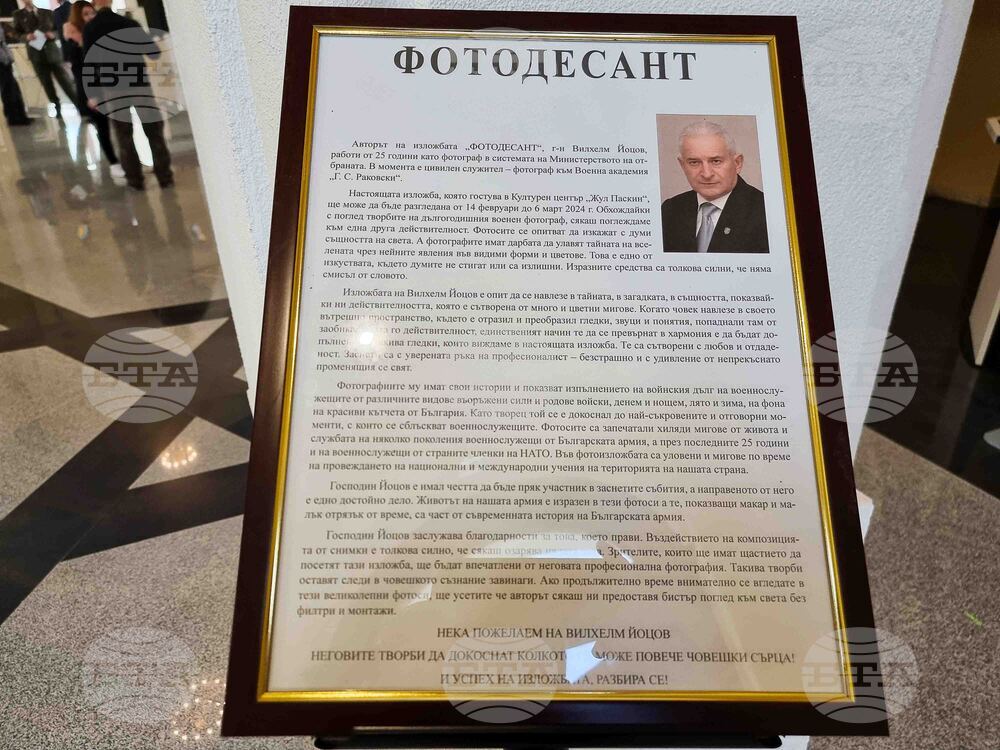 ФОТОДЕСАНТ
Авторът на изложбата „ФОТОДЕСАНТ“, г-н Вилхелм Йоцов,
работи от 25 години като фотограф в системата на Министерството на от-
браната. В момента е цивилен служител – фотограф към Военна академия
„Г. С. Раковски“.
Настоящата изложба, която гостува в Културен център „Жул Паскин“,
ще може да бъде разгледана от 14 февруари до 6 март 2024 г. Обхождайки
с поглед творбите на дългогодишния военен фотограф, сякаш поглеждаме
към една друга действителност. Фотосите се опитват да изкажат с думи
същността на света. А фотографите имат дарбата да улавят тайната на все-
лената чрез нейните явления във видими форми и цветове. Това е едно от
изкуствата, където думите не стигат или са излишни. Изразните средства са толкова силни, че няма
смисъл от словото.
Изложбата на Вилхелм Йоцов е опит да се навлезе в тайната, в загадката, в същността, показвай-
ки ни действителността, която е сътворена от много и цветни мигове. Когато човек навлезе в своето
вътрешно пространство, където е отразил и преобразил гледки, звуци и понятия, попаднали там от
го действителност, единственият начин те да се превърнат в хармония е да бъдат до-
гледки, които виждаме в настоящата изложба. Те са сътворени с любов и отдаде-
ност. са с уверената ръка на професионалист – безстрашно и с удивление от непрекъснато
променящия се свят.
Фотографиите му имат свои истории и показват изпълнението на войнския дълг на военнослу-
жещите от различните видове въоръжени сили и родове войски, денем и нощем, лято и зима, на фона
на красиви кътчета от България. Като творец той се е докоснал до най-съкровените и отговорни мо-
менти, с които се сблъскват военнослужещите. Фотосите са запечатали хиляди мигове от живота и
службата на няколко поколения военнослужещи от Българската армия, а през последните 25 години
и на военнослужещи от страните членки на НАТО. Във фотоизложбата са уловени и мигове по време
на провеждането на национални и международни учения на територията на нашата страна.
Господин Йоцов е имал честта да бъде пряк участник в заснетите събития, а направеното от него
е едно достойно дело. Животът на нашата армия е изразен в тези фотоси а те, показващи макар и ма-
лък отрязък от време, са част от съвременната история на Българската армия.
Господин Йоцов заслужава благодарности за това, което прави. Въздействието на композиция-
та от снимки е толкова силно, че сякаш озарява Зрителите, които ще имат щастието да
посетят тази изложба, ще бъдат впечатлени от неговата професионална фотография. Такива творби
оставят следи в човешкото съзнание завинаги. Ако продължително време внимателно се вгледате в
тези великолепни фотоси, ще усетите че авторът сякаш ни предоставя бистър поглед към света без
филтри и монтажи.
НЕКА ПОЖЕЛАЕМ НА ВИЛХЕЛМ ЙОЦОВ
НЕГОВИТЕ ТВОРБИ ДА ДОКОСНАТ МОЖЕ ПОВЕЧЕ ЧОВЕШКИ СЪРЦА!
И УСПЕХ НА ИЗЛОЖБАТА, РАЗБИРА СЕ!
БТА
БТА
БТА
БТА
БТА
БТА
БТА
БТА